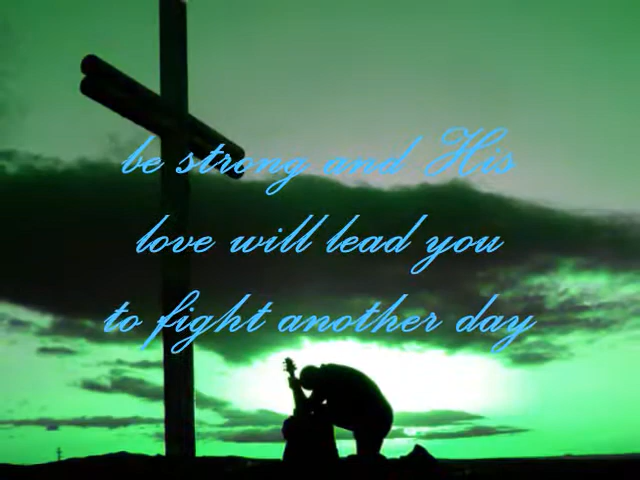 be strong and His
love will lead you
to fight another day